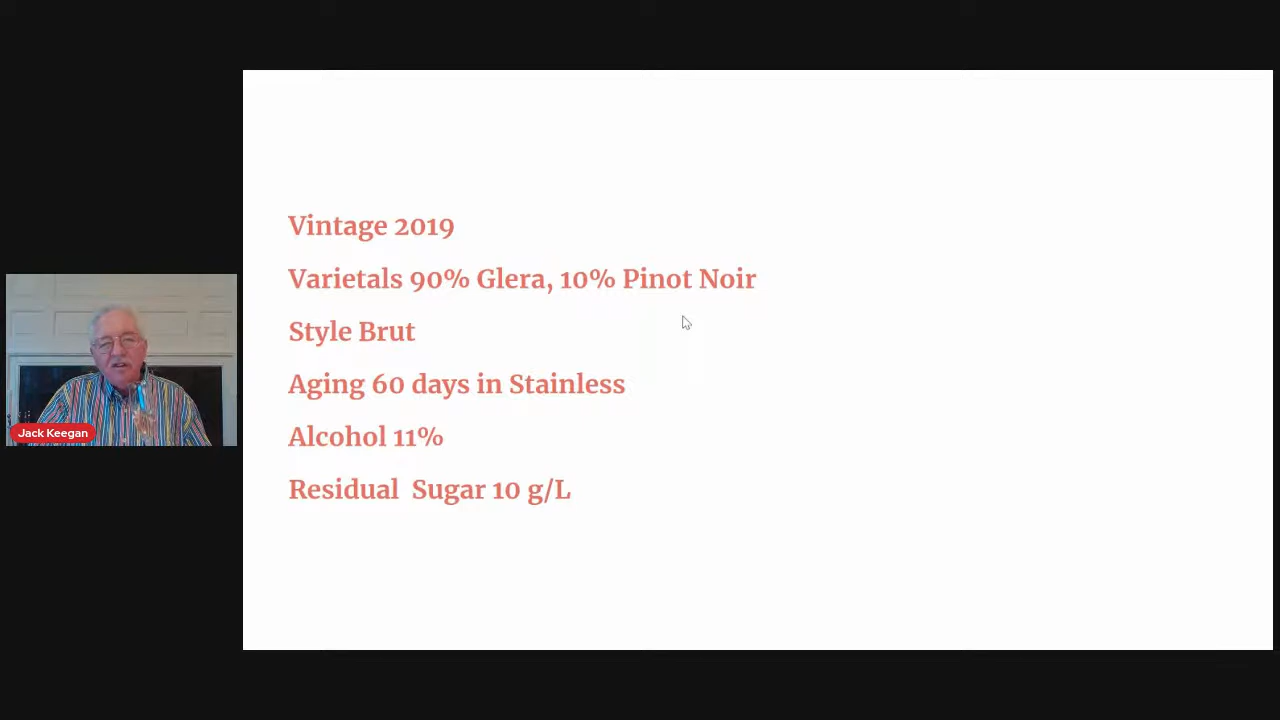 Vintage 2019
Varietals 90% Glera, 10% Pinot Noir
Style Brut
Aging 60 days in Stainless
Jack Keegan
Alcohol 11%
Residual  Sugar 10 g/L